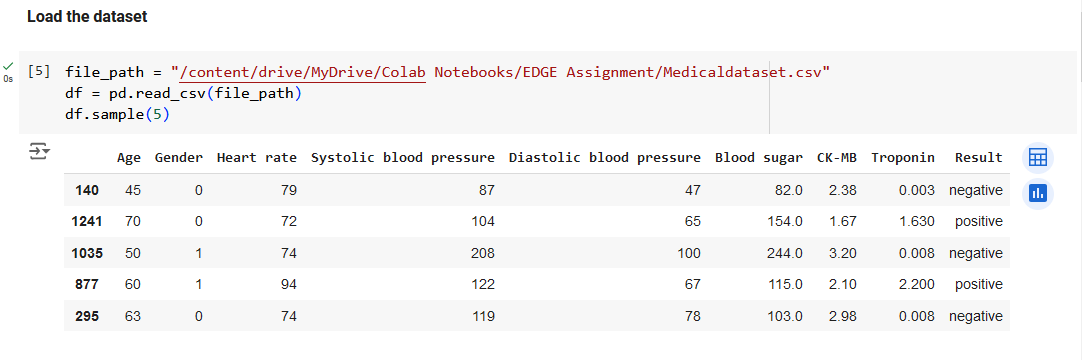 Load the dataset
0s [5] file_path = "/content/drive/MyDrive/Colab Notebooks/EDGE Assignment/Medicaldataset.csv"
df = pd.read_csv(file_path)
df.sample(5)
Age Gender Heart rate Systolic blood pressure Diastolic blood pressure Blood sugar CK-MB Troponin Result
140 45 0 79 87 47 82.0 2.38 0.003 negative
1241 70 0 72 104 65 154.0 1.67 1.630 positive
1035 50 1 74 208 100 244.0 3.20 0.008 negative
877 60 1 94 122 67 115.0 2.10 2.200 positive
295 63 0 74 119 78 103.0 2.98 0.008 negative